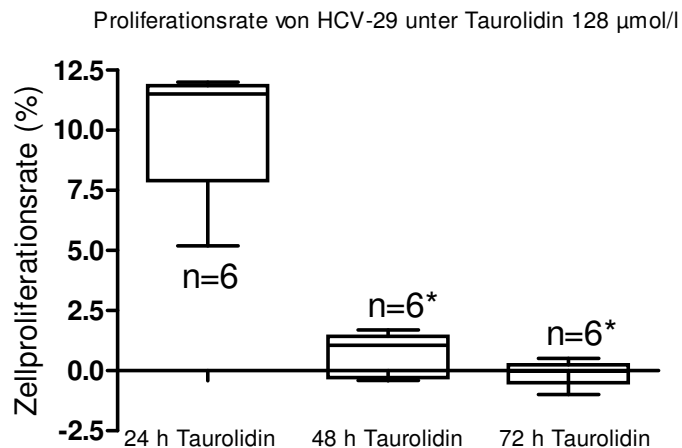 Proliferationsrate von HCV-29 unter Taurolidin 128 µmol/l
Zellproliferationsrate (%)
12.5
10.0
7.5
5.0
2.5
0.0
-2.5
n=6
n=6*
n=6*
24 h Taurolidin
48 h Taurolidin
72 h Taurolidin